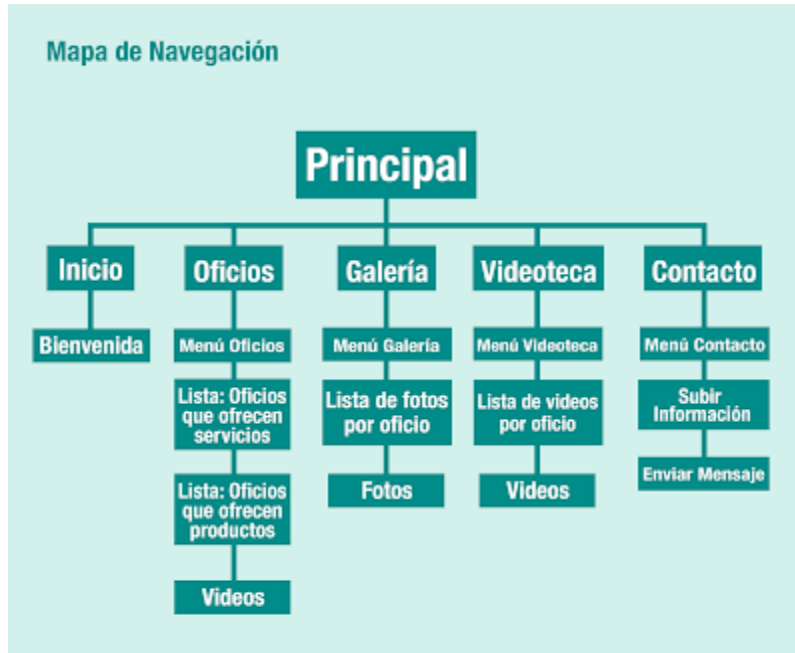 Mapa de Navegación
Principal
Inicio
Oficios
Galería
Videoteca
Contacto
Bienvenida
Menú Oficios
Menú Galería
Menú Videoteca
Menú Contacto
Lista: Oficios
que ofrecen
servicios
Lista de fotos
por oficio
Lista de videos
por oficio
Subir
Información
Lista: Oficios
que ofrecen
productos
Fotos
Videos
Enviar Mensaje
Videos